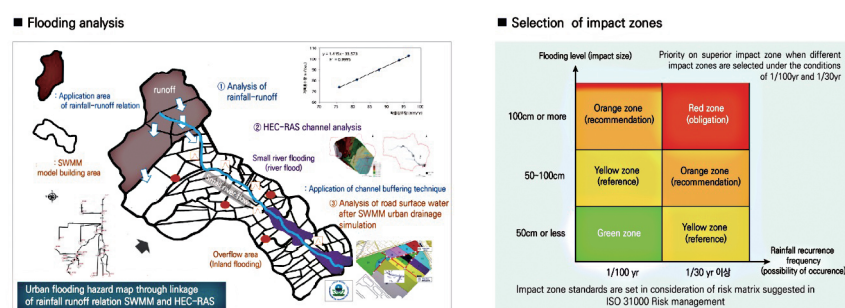 ■ Flooding analysis
runoff
: Application area
of rainfall-runoff relation
: SWMM
model building area
① Analysis of
rainfall-runoff
② HEC-RAS channel analysis
Small river flooding
(river flood)
: Application of channel buffering technique
③ Analysis of road surface water
after SWMM urban drainage
simulation
Overflow area
(Inland flooding)
Urban flooding hazard map through linkage
of rainfall runoff relation SWMM and HEC-RAS
■ Selection of impact zones
Flooding level (impact size)
Priority on superior impact zone when different
impact zones are selected under the conditions
of 1/100yr and 1/30yr
100cm or more
Orange zone
(recommendation)
Red zone
(obligation)
50-100cm
Yellow zone
(reference)
Orange zone
(recommendation)
50cm or less
Green zone
Yellow zone
(reference)
1/100 yr
1/30 yr 이상
Rainfall recurrence
frequency
(possibility of occurence)
Impact zone standards are set in consideration of risk matrix suggested in
ISO 31000 Risk management